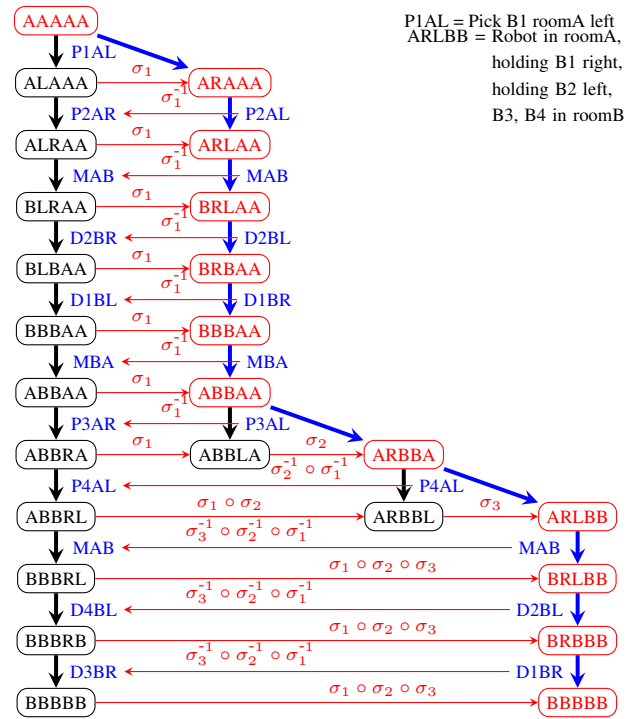 AAAAA
P1AL = Pick B1 roomA left
ARLBB = Robot in roomA,
holding B1 right,
holding B2 left,
B3, B4 in roomB
P1AL
ALAAA σ₁ ARAAA
P2AR σ₁⁻¹ P2AL
ALRAA σ₁ ARLAA
MAB σ₁⁻¹ MAB
BLRAA σ₁ BRLAA
D2BR σ₁⁻¹ D2BL
BLBAA σ₁ BRBAA
D1BL σ₁⁻¹ D1BR
BBBAA σ₁ BBBAA
MBA σ₁⁻¹ MBA
ABBAA σ₁ ABBAA
P3AR σ₁⁻¹ P3AL
ABBRA σ₁ ABBLA σ₂ ARBBA
P4AL σ₂⁻¹ ∘ σ₁⁻¹ P4AL
ABBRL σ₁ ∘ σ₂ ARBBL σ₃ ARLBB
MAB σ₃⁻¹ ∘ σ₂⁻¹ ∘ σ₁⁻¹ MAB
BBBRL σ₁ ∘ σ₂ ∘ σ₃ BRLBB
D4BL σ₃⁻¹ ∘ σ₂⁻¹ ∘ σ₁⁻¹ D2BL
BBBRB σ₁ ∘ σ₂ ∘ σ₃ BRBBB
D3BR σ₃⁻¹ ∘ σ₂⁻¹ ∘ σ₁⁻¹ D1BR
BBBBB σ₁ ∘ σ₂ ∘ σ₃ BBBBB